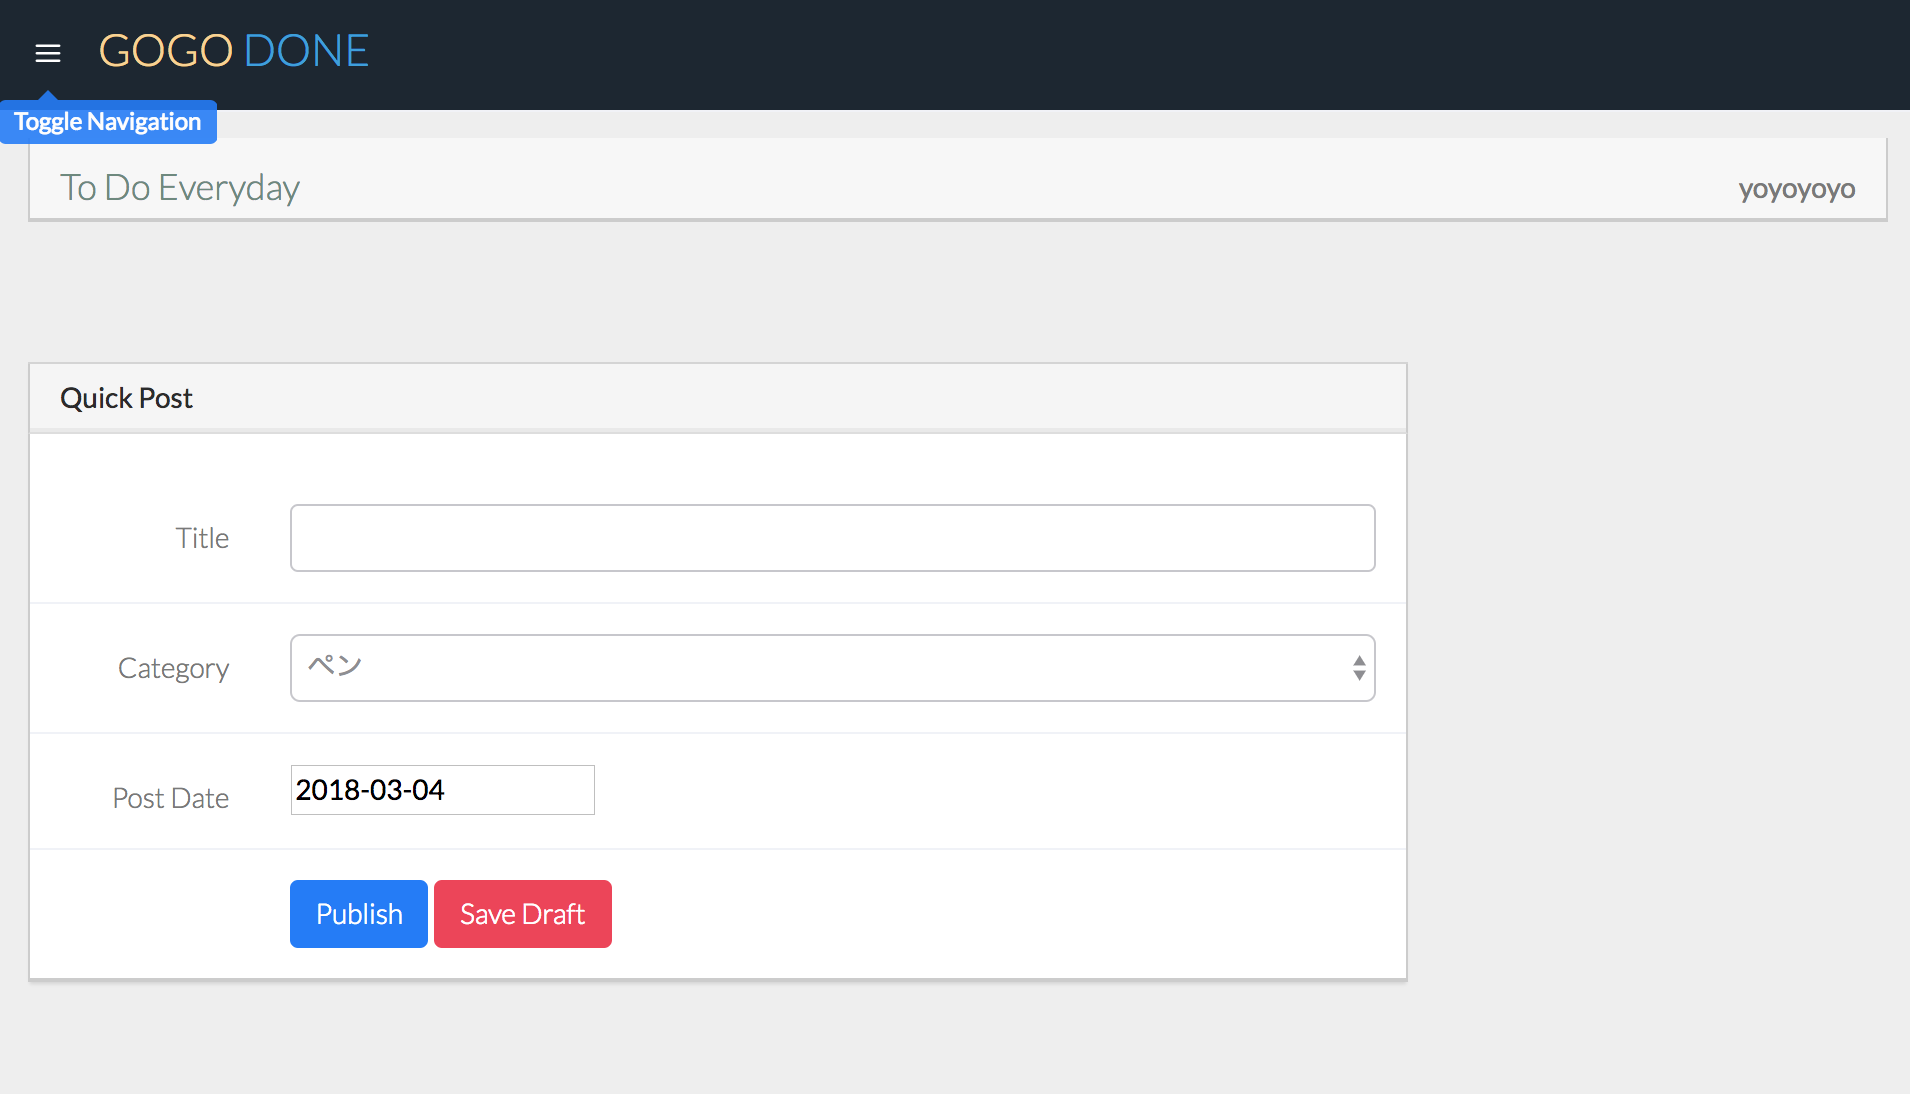 GOGO DONE
Toggle Navigation
To Do Everyday
yoyoyoyo
Quick Post
Title
Category
ペン
Post Date
2018-03-04
Publish
Save Draft